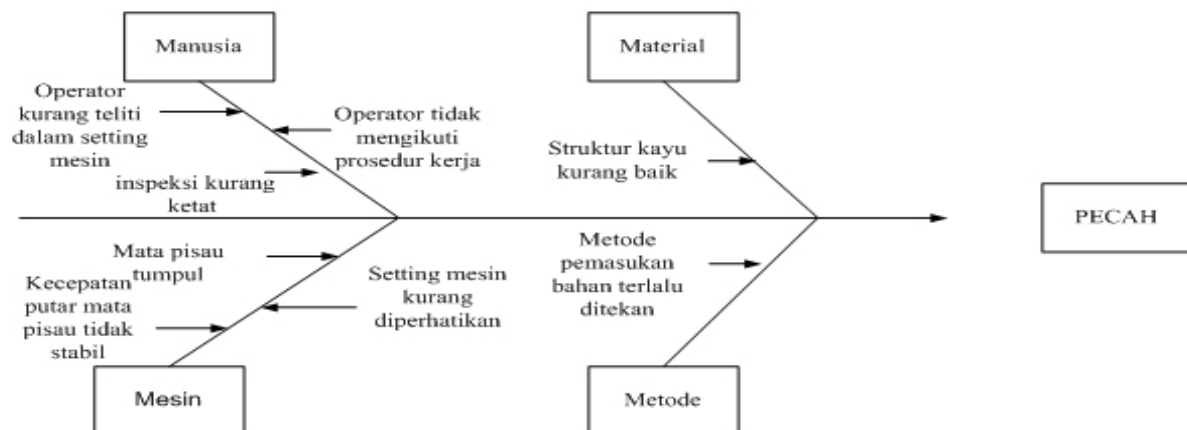 Manusia
Material
Operator
kurang teliti
dalam setting
mesin
Operator tidak
mengikuti
prosedur kerja
inspeksi kurang
ketat
Struktur kayu
kurang baik
PECAH
Mata pisau
tumpul
Kecepatan
putar mata
pisau tidak
stabil
Setting mesin
kurang
diperhatikan
Metode
pemasukan
bahan terlalu
ditekan
Mesin
Metode